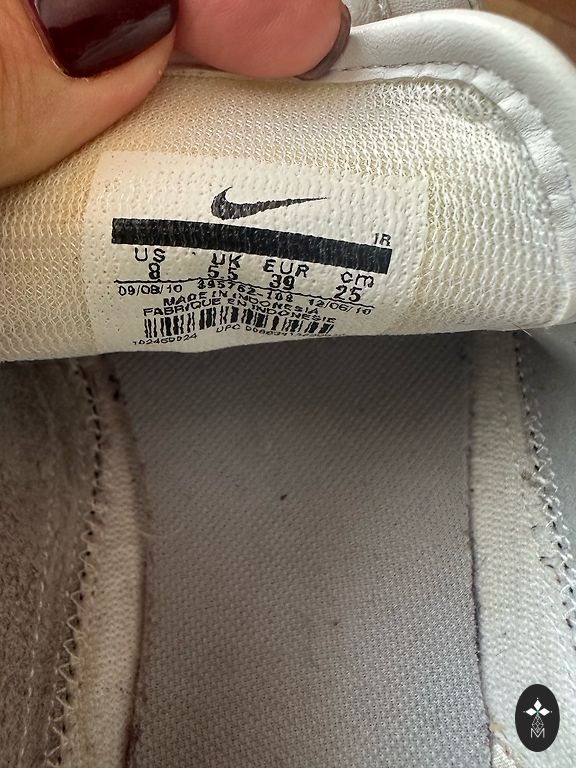 1R
US UK EUR cm
8 5.5 39 25
09/08/10 12/06/10
MADE IN INDONESIA
FABRIQUE EN INDONESIE
UPC
M